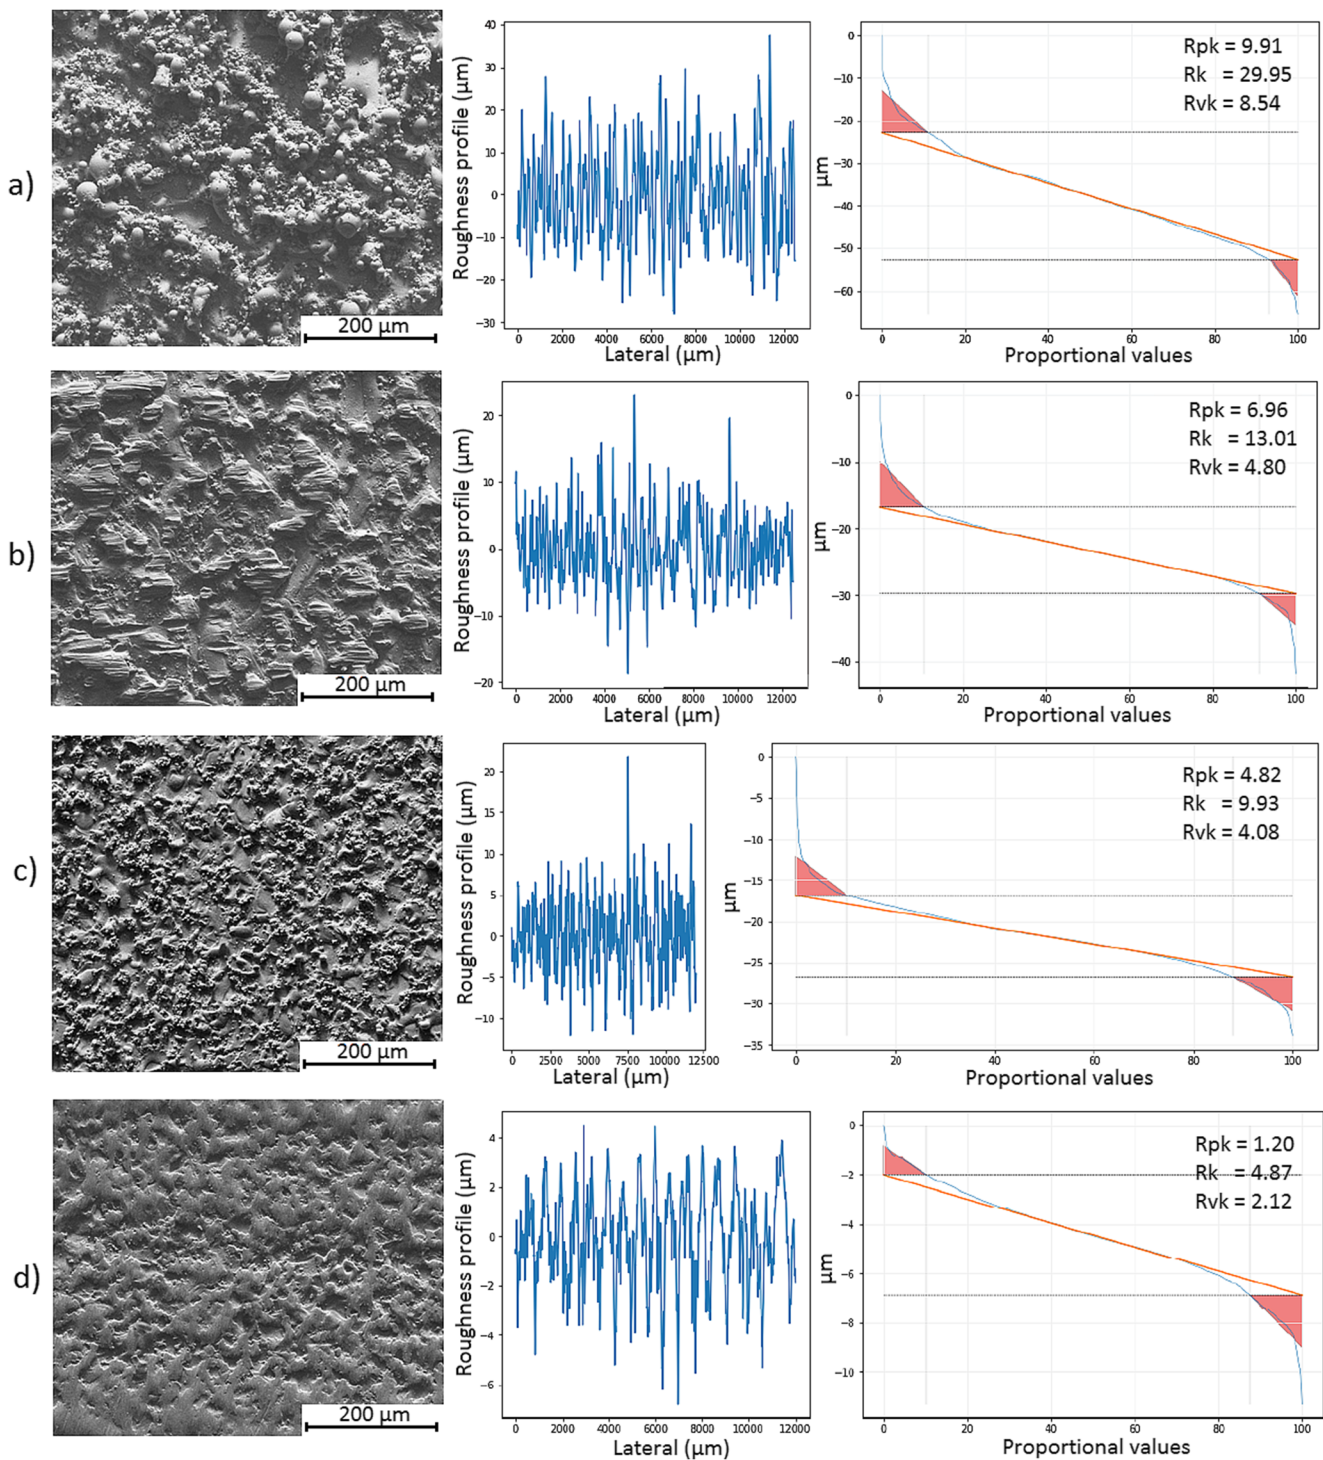 a)
200 µm
Roughness profile (µm)
40
30
20
10
0
−10
−20
−30
0 2000 4000 6000 8000 10000 12000
Lateral (µm)
µm
0
−10
−20
−30
−40
−50
−60
0 20 40 60 80 100
Proportional values
Rpk = 9.91
Rk = 29.95
Rvk = 8.54
b)
200 µm
Roughness profile (µm)
20
10
0
−10
−20
0 2000 4000 6000 8000 10000 12000
Lateral (µm)
µm
0
−10
−20
−30
−40
0 20 40 60 80 100
Proportional values
Rpk = 6.96
Rk = 13.01
Rvk = 4.80
c)
200 µm
Roughness profile (µm)
20
15
10
5
0
−5
−10
0 2500 5000 7500 10000 12500
Lateral (µm)
µm
0
−5
−10
−15
−20
−25
−30
−35
0 20 40 60 80 100
Proportional values
Rpk = 4.82
Rk = 9.93
Rvk = 4.08
d)
200 µm
Roughness profile (µm)
4
2
0
−2
−4
−6
0 2000 4000 6000 8000 10000 12000
Lateral (µm)
µm
0
−2
−4
−6
−8
−10
0 20 40 60 80 100
Proportional values
Rpk = 1.20
Rk = 4.87
Rvk = 2.12